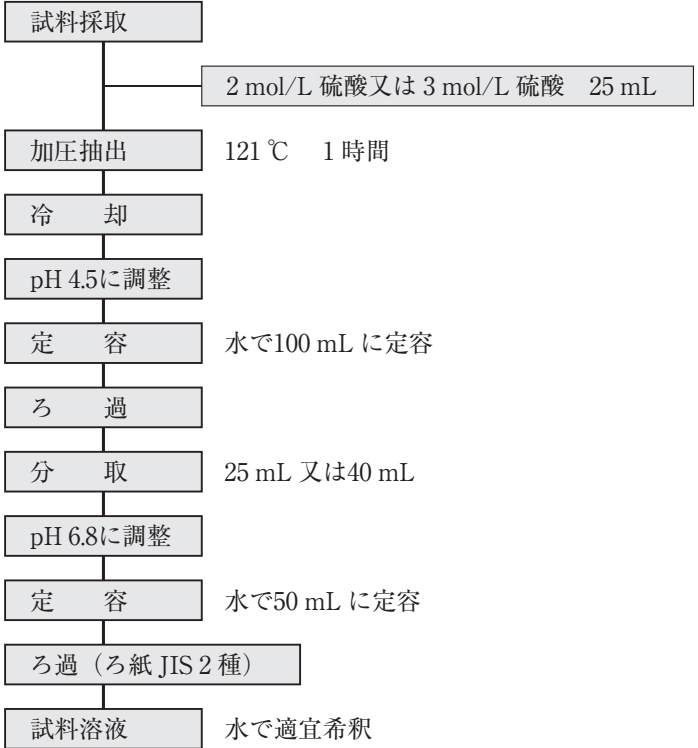 試料採取
2 mol/L 硫酸又は 3 mol/L 硫酸　25 mL
加圧抽出　121 ℃　1 時間
冷　　却
pH 4.5に調整
定　　容　水で100 mL に定容
ろ　　過
分　　取　25 mL 又は40 mL
pH 6.8に調整
定　　容　水で50 mL に定容
ろ過（ろ紙 JIS 2 種）
試料溶液　水で適宜希釈